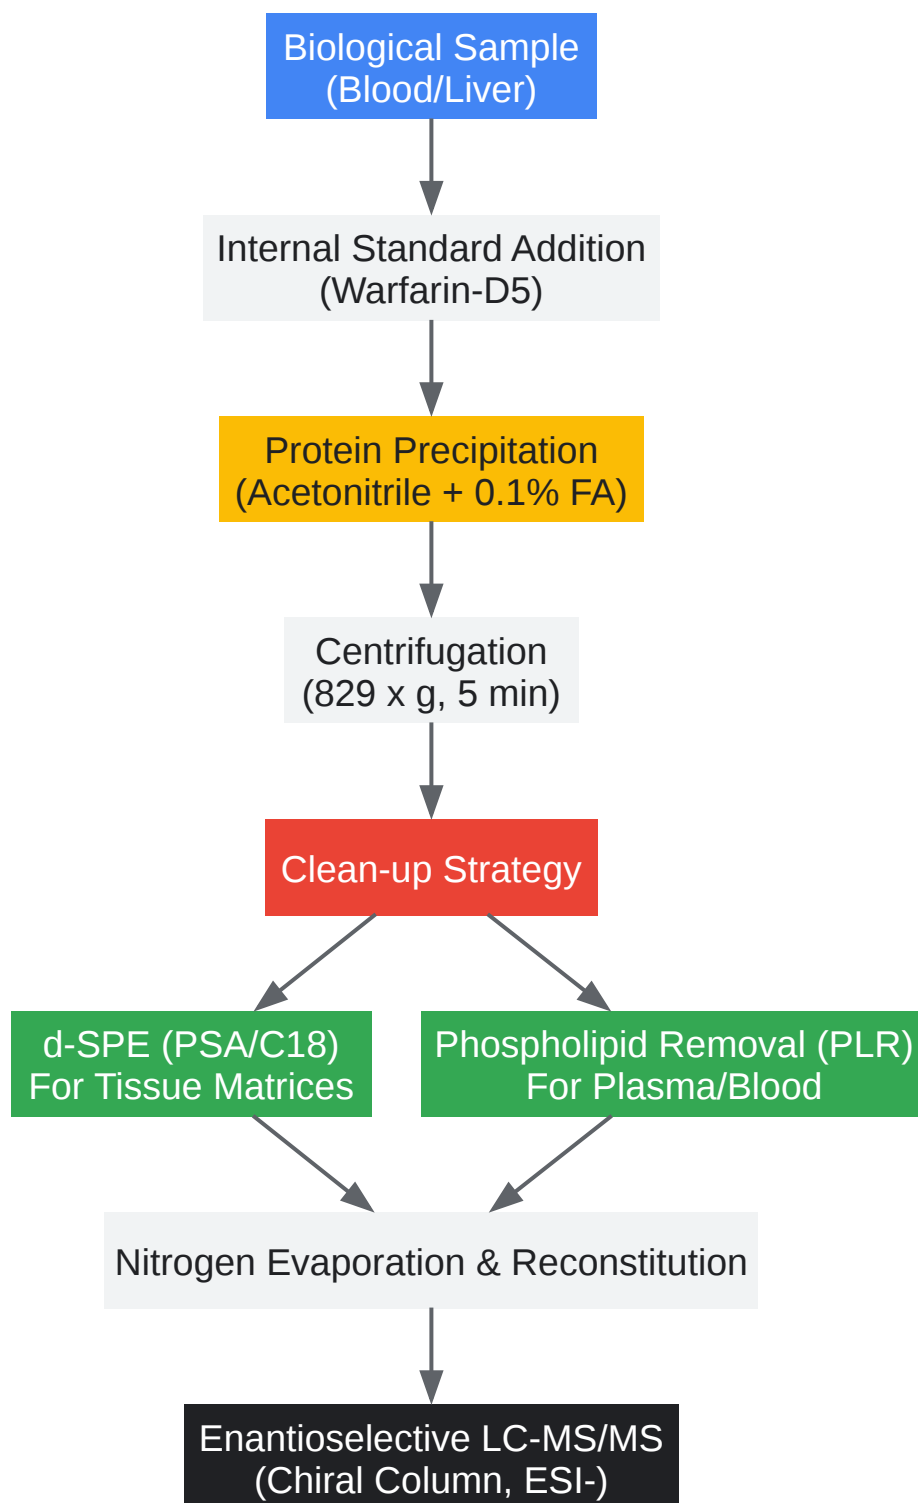 Biological Sample
(Blood/Liver)
Internal Standard Addition
(Warfarin-D5)
Protein Precipitation
(Acetonitrile + 0.1% FA)
Centrifugation
(829 x g, 5 min)
Clean-up Strategy
d-SPE (PSA/C18)
For Tissue Matrices
Phospholipid Removal (PLR)
For Plasma/Blood
Nitrogen Evaporation & Reconstitution
Enantioselective LC-MS/MS
(Chiral Column, ESI-)